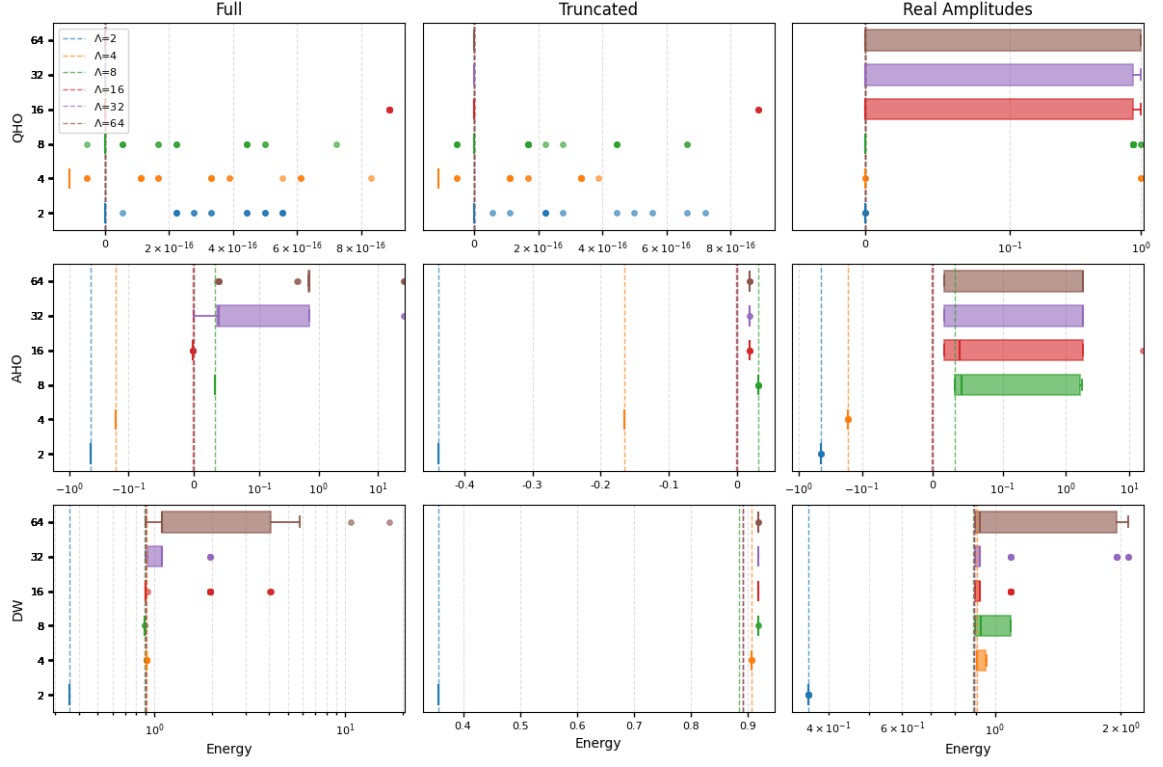 Full
Truncated
Real Amplitudes
QHO
64
32
16
8
4
2
Λ=2
Λ=4
Λ=8
Λ=16
Λ=32
Λ=64
0 2×10⁻¹⁶ 4×10⁻¹⁶ 6×10⁻¹⁶ 8×10⁻¹⁶
0 2×10⁻¹⁶ 4×10⁻¹⁶ 6×10⁻¹⁶ 8×10⁻¹⁶
0 10⁻¹ 10⁰
AHO
64
32
16
8
4
2
−10⁰ −10⁻¹ 0 10⁻¹ 10⁰ 10¹
−0.4 −0.3 −0.2 −0.1 0
−10⁰ −10⁻¹ 0 10⁻¹ 10⁰ 10¹
DW
64
32
16
8
4
2
10⁰ 10¹
0.4 0.5 0.6 0.7 0.8 0.9
4×10⁻¹ 6×10⁻¹ 10⁰ 2×10⁰
Energy
Energy
Energy